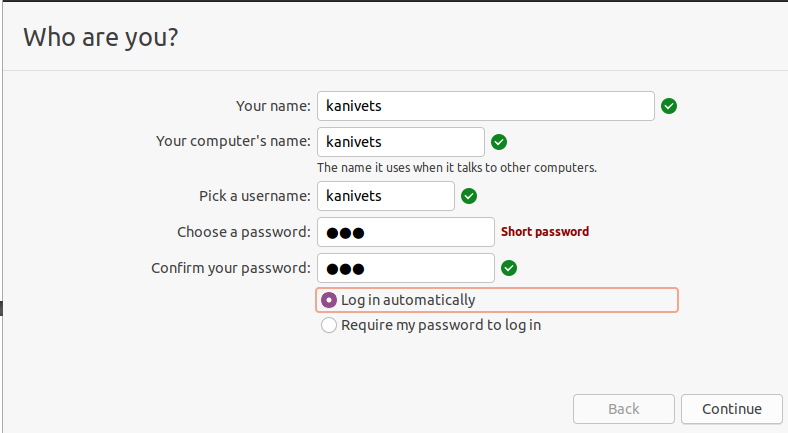 Who are you?
Your name: kanivets
Your computer's name: kanivets
The name it uses when it talks to other computers.
Pick a username: kanivets
Choose a password: ●●● Short password
Confirm your password: ●●●
Log in automatically
Require my password to log in
Back Continue